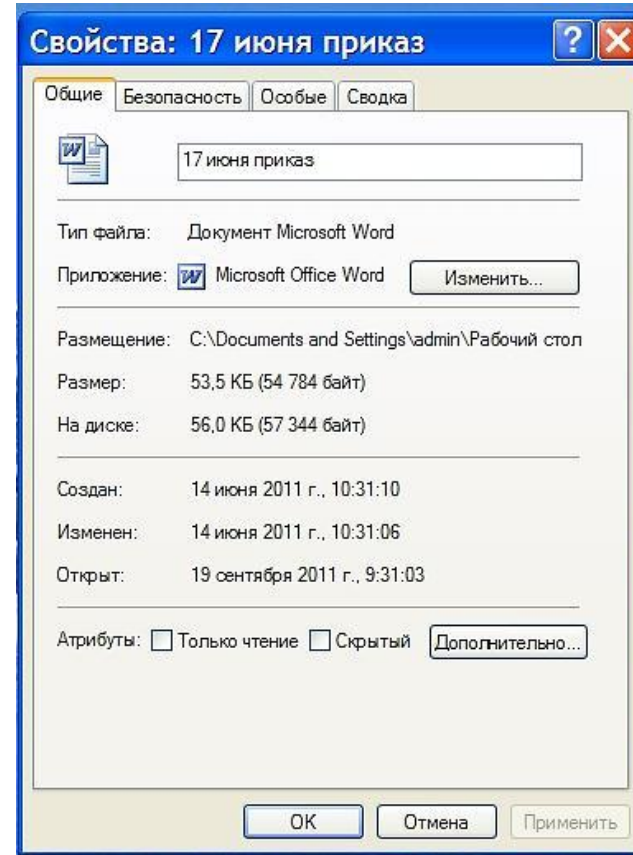 Свойства: 17 июня приказ
Общие Безопасность Особые Сводка
17 июня приказ
Тип файла: Документ Microsoft Word
Приложение: Microsoft Office Word Изменить...
Размещение: C:\Documents and Settings\admin\Рабочий стол
Размер: 53,5 КБ (54 784 байт)
На диске: 56,0 КБ (57 344 байт)
Создан: 14 июня 2011 г., 10:31:10
Изменен: 14 июня 2011 г., 10:31:06
Открыт: 19 сентября 2011 г., 9:31:03
Атрибуты: Только чтение Скрытый Дополнительно...
ОК Отмена Применить